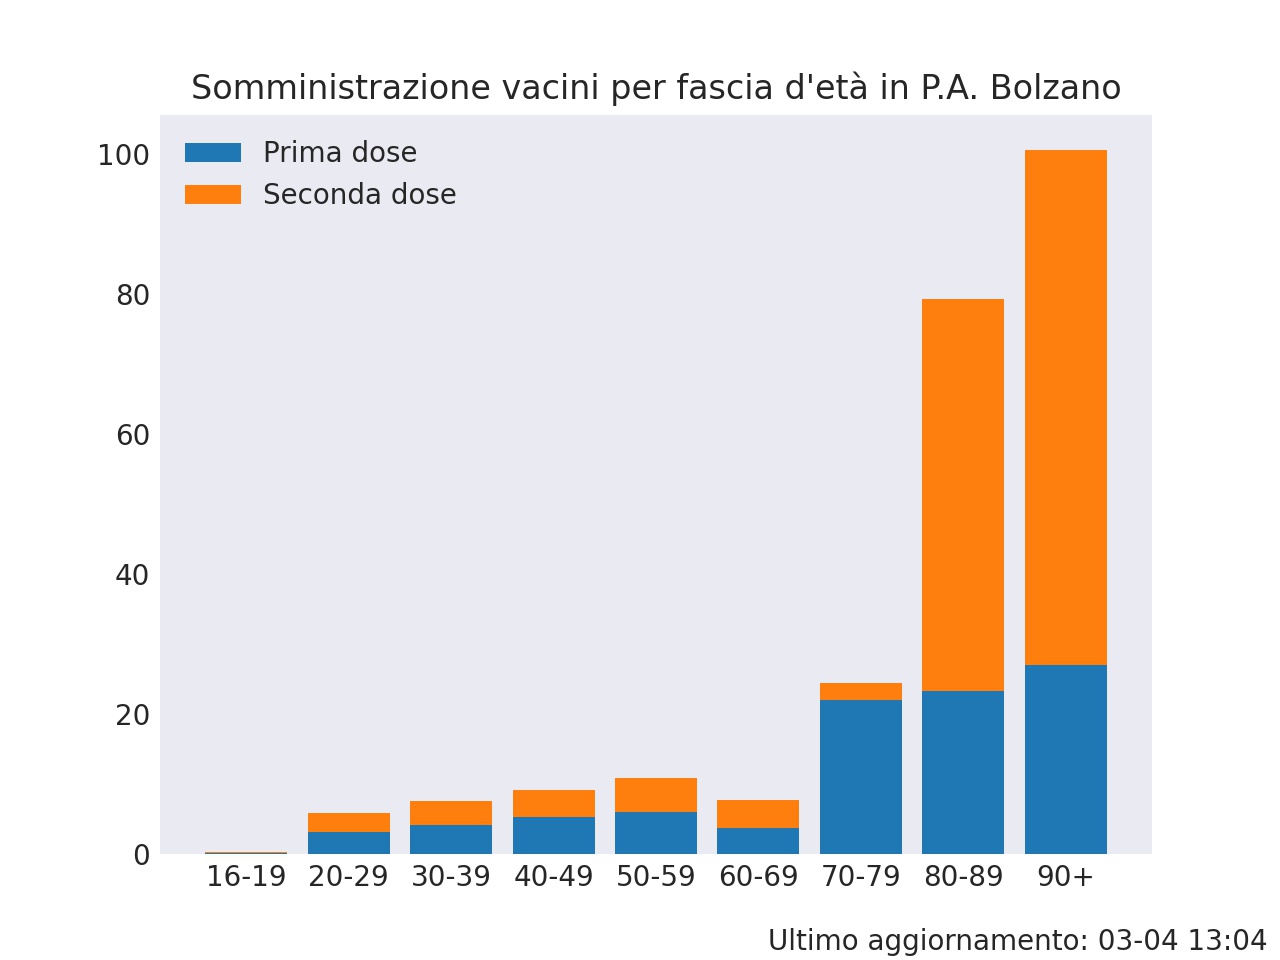 Somministrazione vacini per fascia d'età in P.A. Bolzano
Prima dose
Seconda dose
100
80
60
40
20
0
16-19 20-29 30-39 40-49 50-59 60-69 70-79 80-89 90+
Ultimo aggiornamento: 03-04 13:04